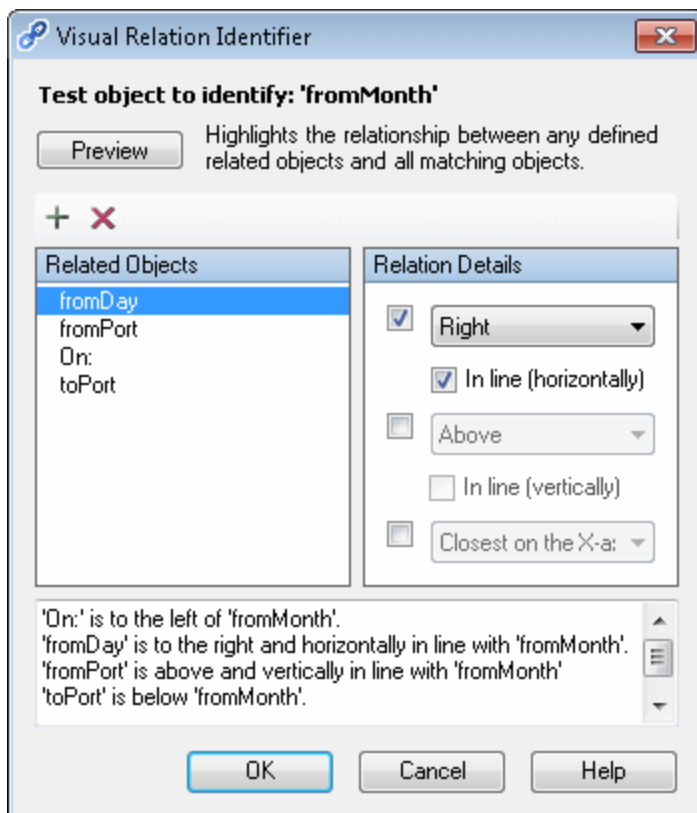 Visual Relation Identifier
Test object to identify: 'fromMonth'
Preview
Highlights the relationship between any defined
related objects and all matching objects.
Related Objects
fromDay
fromPort
On:
toPort
Relation Details
Right
In line (horizontally)
Above
In line (vertically)
Closest on the X-a:
'On:' is to the left of 'fromMonth'.
'fromDay' is to the right and horizontally in line with 'fromMonth'.
'fromPort' is above and vertically in line with 'fromMonth'
'toPort' is below 'fromMonth'.
OK
Cancel
Help